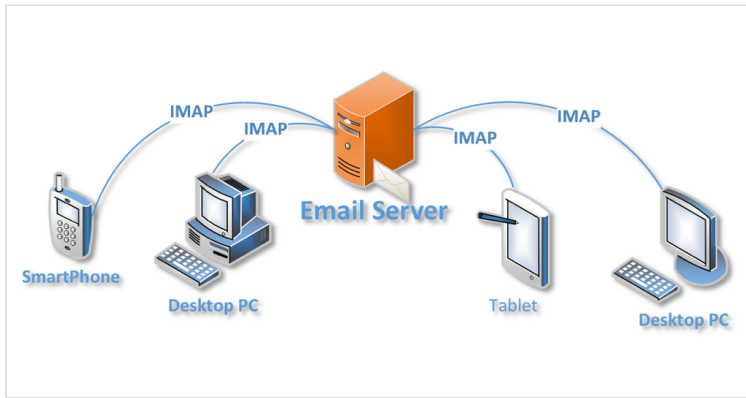 IMAP
IMAP
IMAP
IMAP
Email Server
SmartPhone
Desktop PC
Tablet
Desktop PC